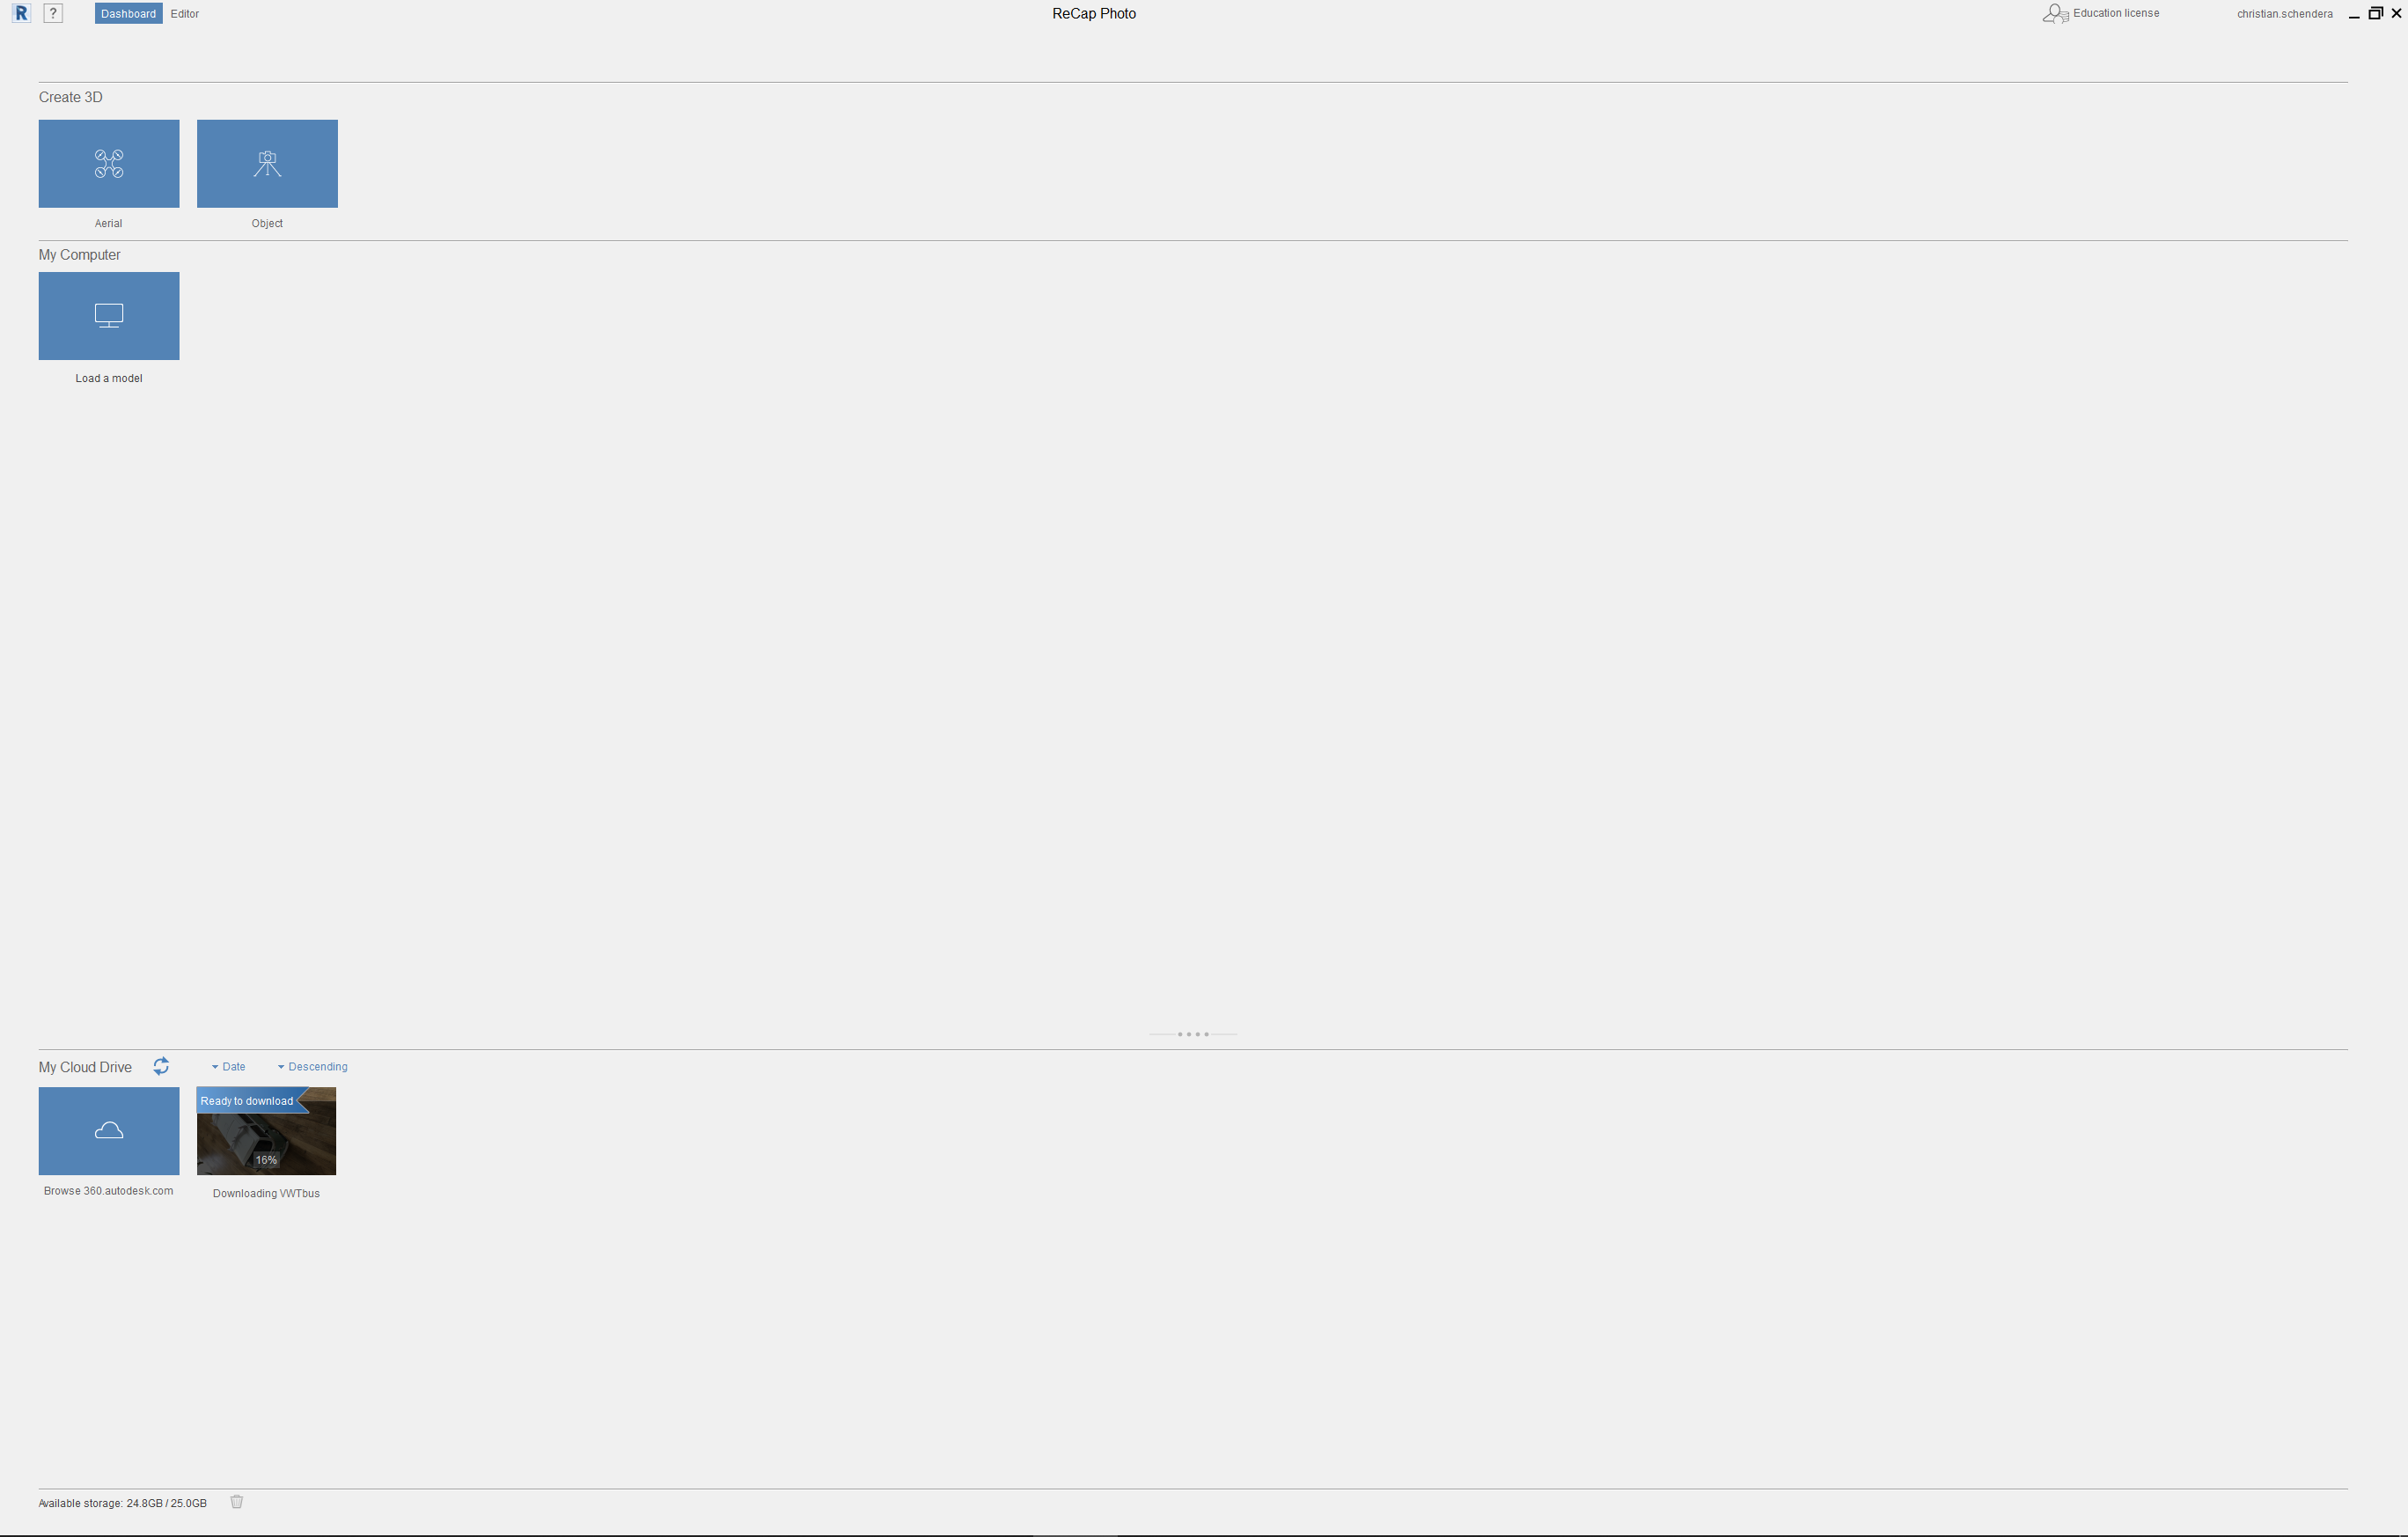 R ? Dashboard Editor ReCap Photo Education license christian.schendera
Create 3D
Aerial Object
My Computer
Load a model
My Cloud Drive Date Descending
Ready to download
16%
Browse 360.autodesk.com Downloading VWTbus
Available storage: 24.8GB / 25.0GB